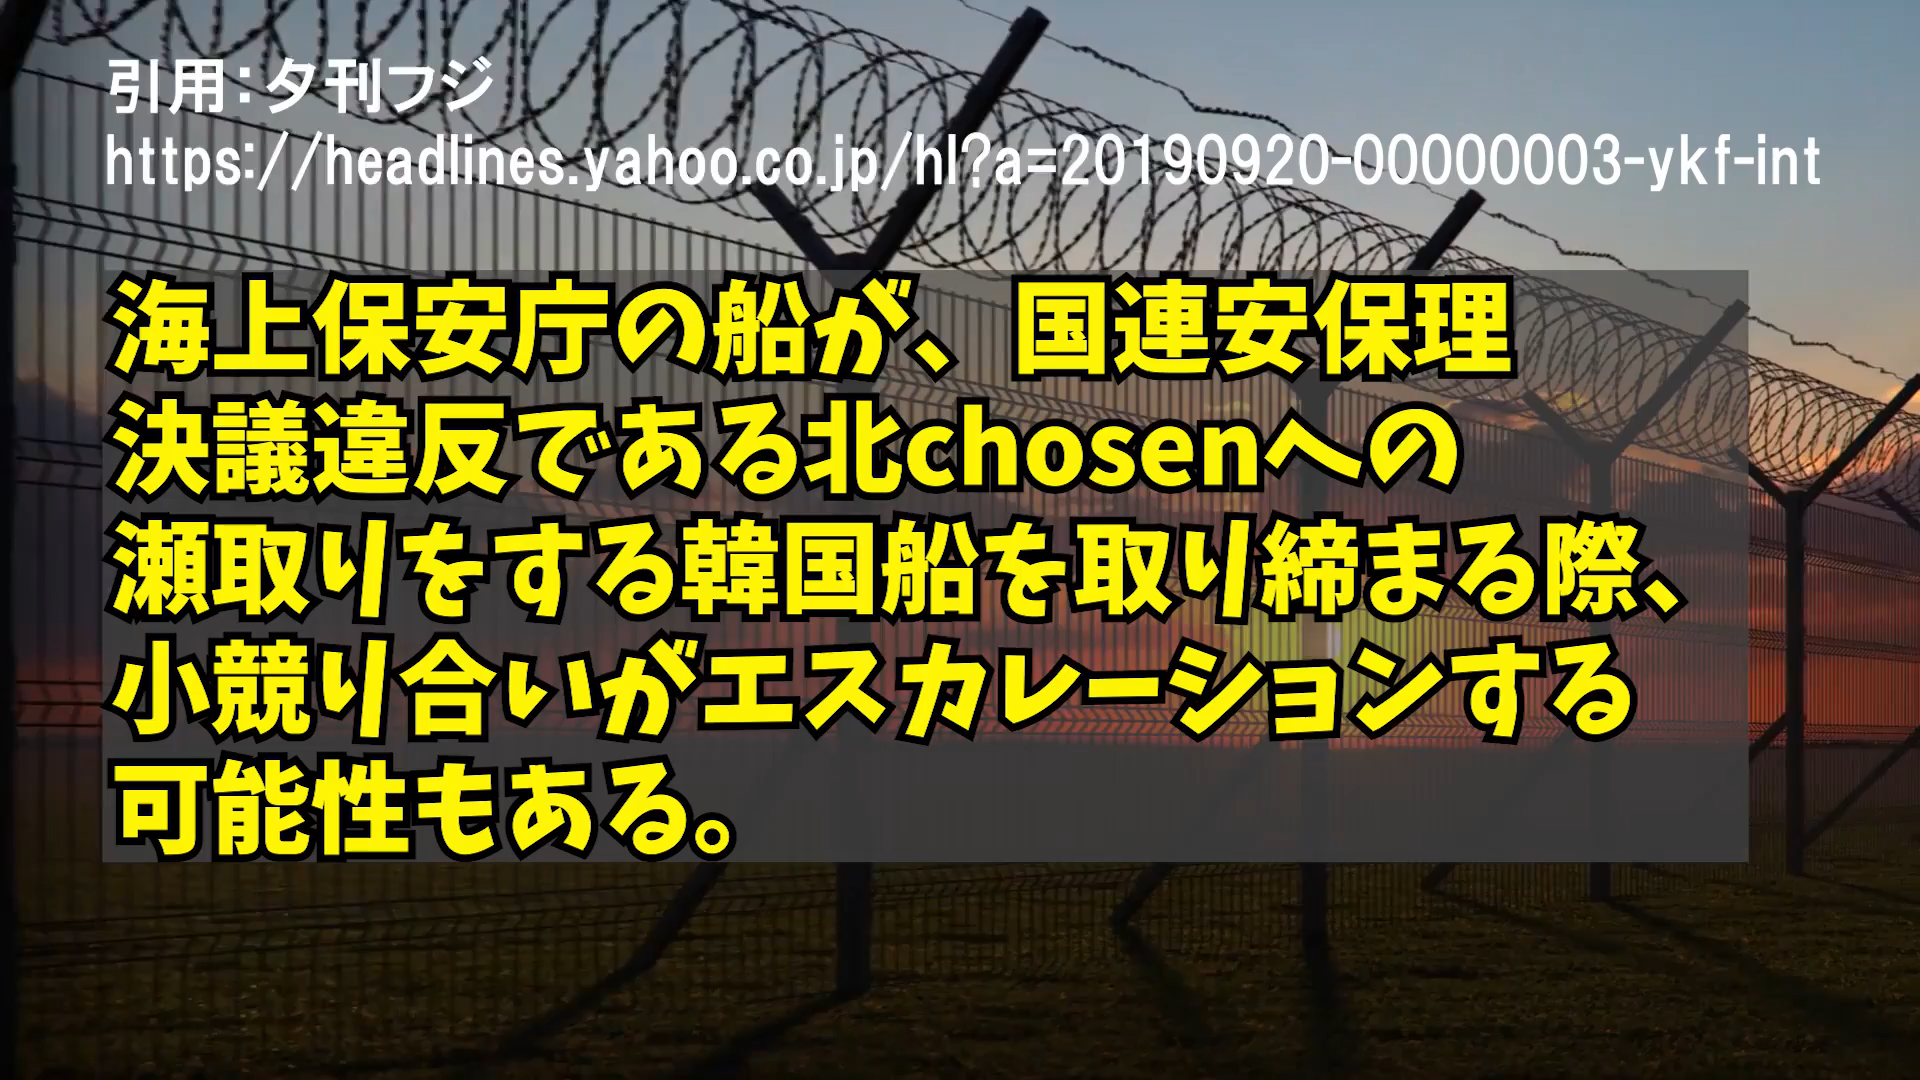 引用：夕刊フジ
https://headlines.yahoo.co.jp/hl?a=20190920-00000003-ykf-int
海上保安庁の船が、国連安保理
決議違反である北chosenへの
瀬取りをする韓国船を取り締まる際、
小競り合いがエスカレーションする
可能性もある。